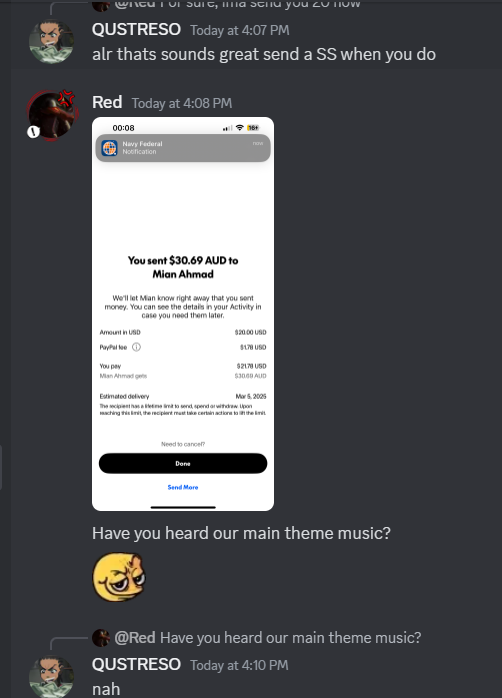 @Red For sure, ima send you 20 now
QUSTRESO Today at 4:07 PM
alr thats sounds great send a SS when you do
Red Today at 4:08 PM
00:08
Navy Federal
now
Notification
You sent $30.69 AUD to
Mian Ahmad
We'll let Mian know right away that you sent
money. You can see the details in your Activity in
case you need them later.
Amount in USD $20.00 USD
PayPal fee $1.78 USD
You pay $21.78 USD
Mian Ahmad gets $30.69 AUD
Estimated delivery Mar 5, 2025
The recipient has a lifetime limit to send, spend or withdraw. Upon
reaching this limit, the recipient must take certain actions to lift the limit.
Need to cancel?
Done
Send More
Have you heard our main theme music?
@Red Have you heard our main theme music?
QUSTRESO Today at 4:10 PM
nah